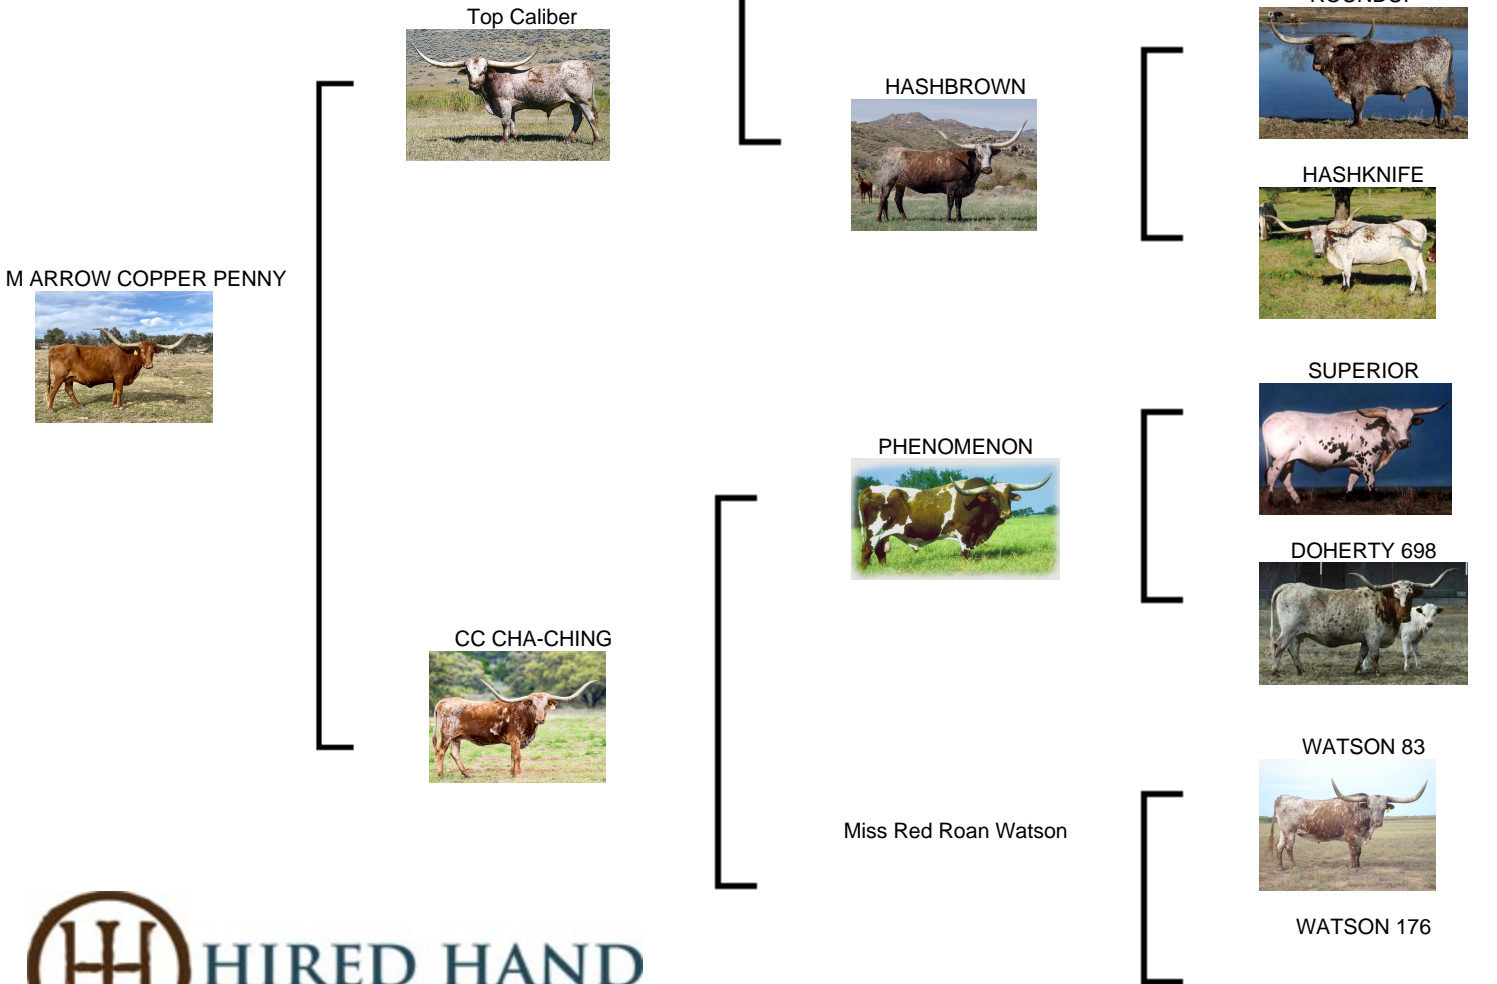 Top Caliber
HASHBROWN
HASHKNIFE
M ARROW COPPER PENNY
SUPERIOR
PHENOMENON
DOHERTY 698
CC CHA-CHING
WATSON 83
Miss Red Roan Watson
WATSON 176
HIRED HAND